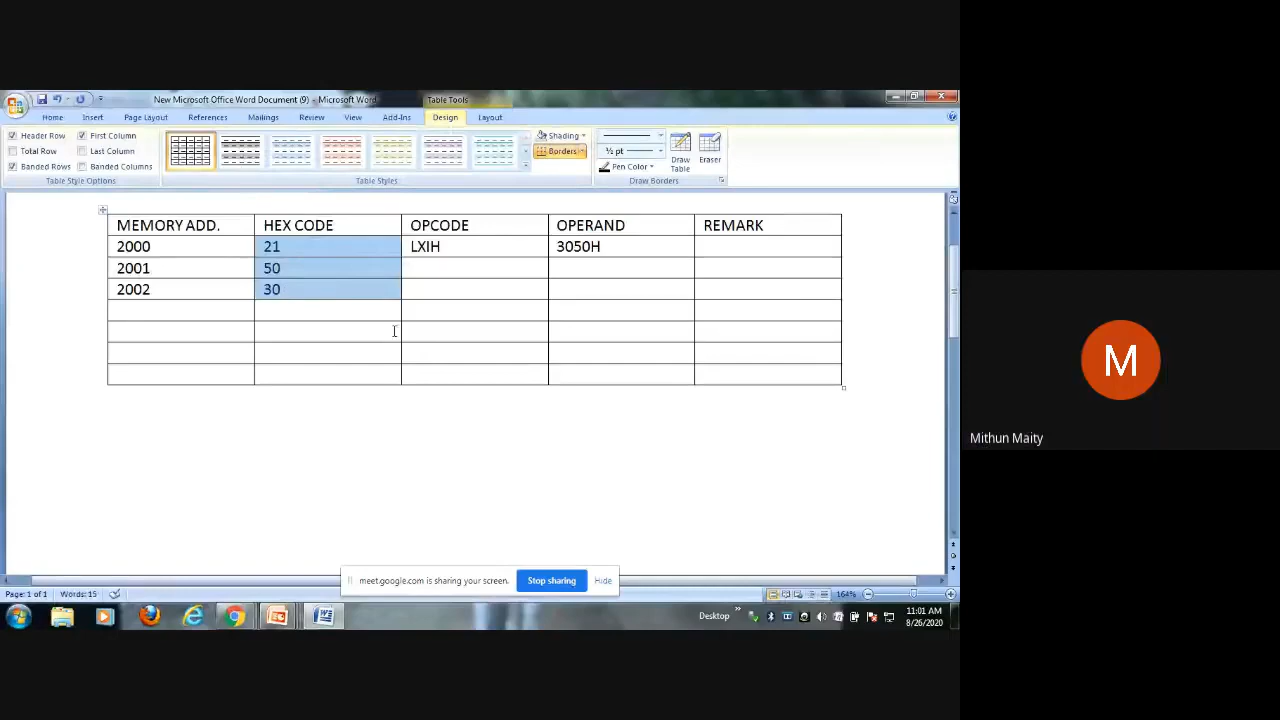 New Microsoft Office Word Document (9) - Microsoft Word
Table Tools
Home Insert Page Layout References Mailings Review View Add-Ins Design Layout
Header Row First Column
Total Row Last Column
Banded Rows Banded Columns
Table Style Options
Table Styles
Shading
Borders
½ pt
Pen Color
Draw Table
Eraser
Draw Borders
MEMORY ADD. HEX CODE OPCODE OPERAND REMARK
2000 21 LXIH 3050H
2001 50
2002 30
M
Mithun Maity
meet.google.com is sharing your screen. Stop sharing Hide
Page: 1 of 1 Words: 15 164%
Desktop
11:01 AM
8/26/2020